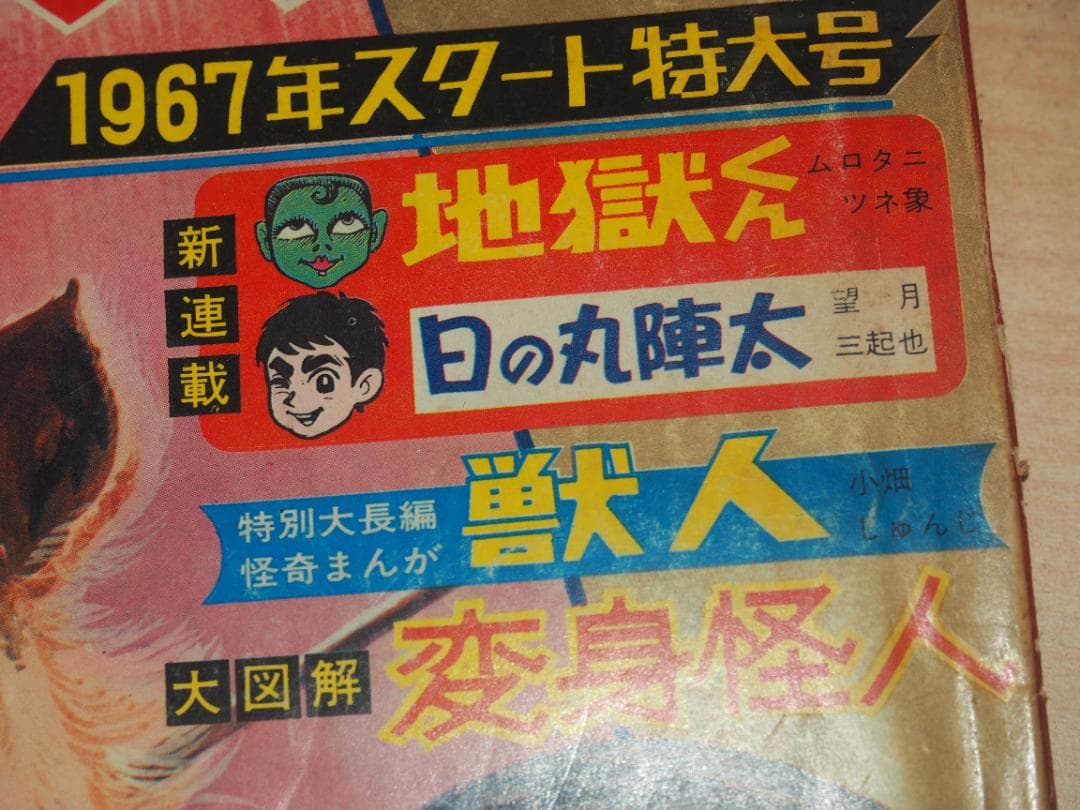 1967年スタート特大号
新連載
地獄くん
ムロタニ
ツネ象
日の丸陣太
望月
三起也
特別大長編
怪奇まんが
獣人
小畑
しゅんじ
大図解
変身怪人